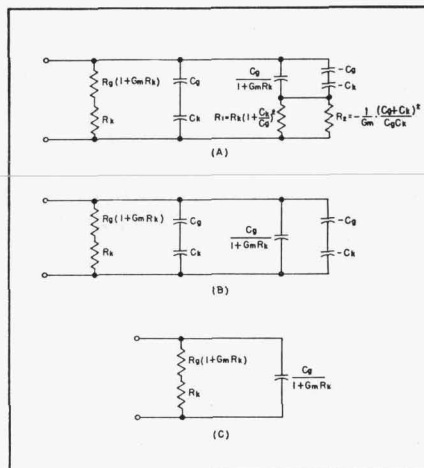 Rg(1+GmRk)
Rk
Cg
Ck
Cg
1+GmRk
-Cg
-Ck
R1=Rk(1+Ck/Cg)²
R2=-1/Gm·(Cg+Ck)²/CgCk
(A)
Rg(1+GmRk)
Rk
Cg
Ck
Cg
1+GmRk
-Cg
-Ck
(B)
Rg(1+GmRk)
Rk
Cg
1+GmRk
(C)